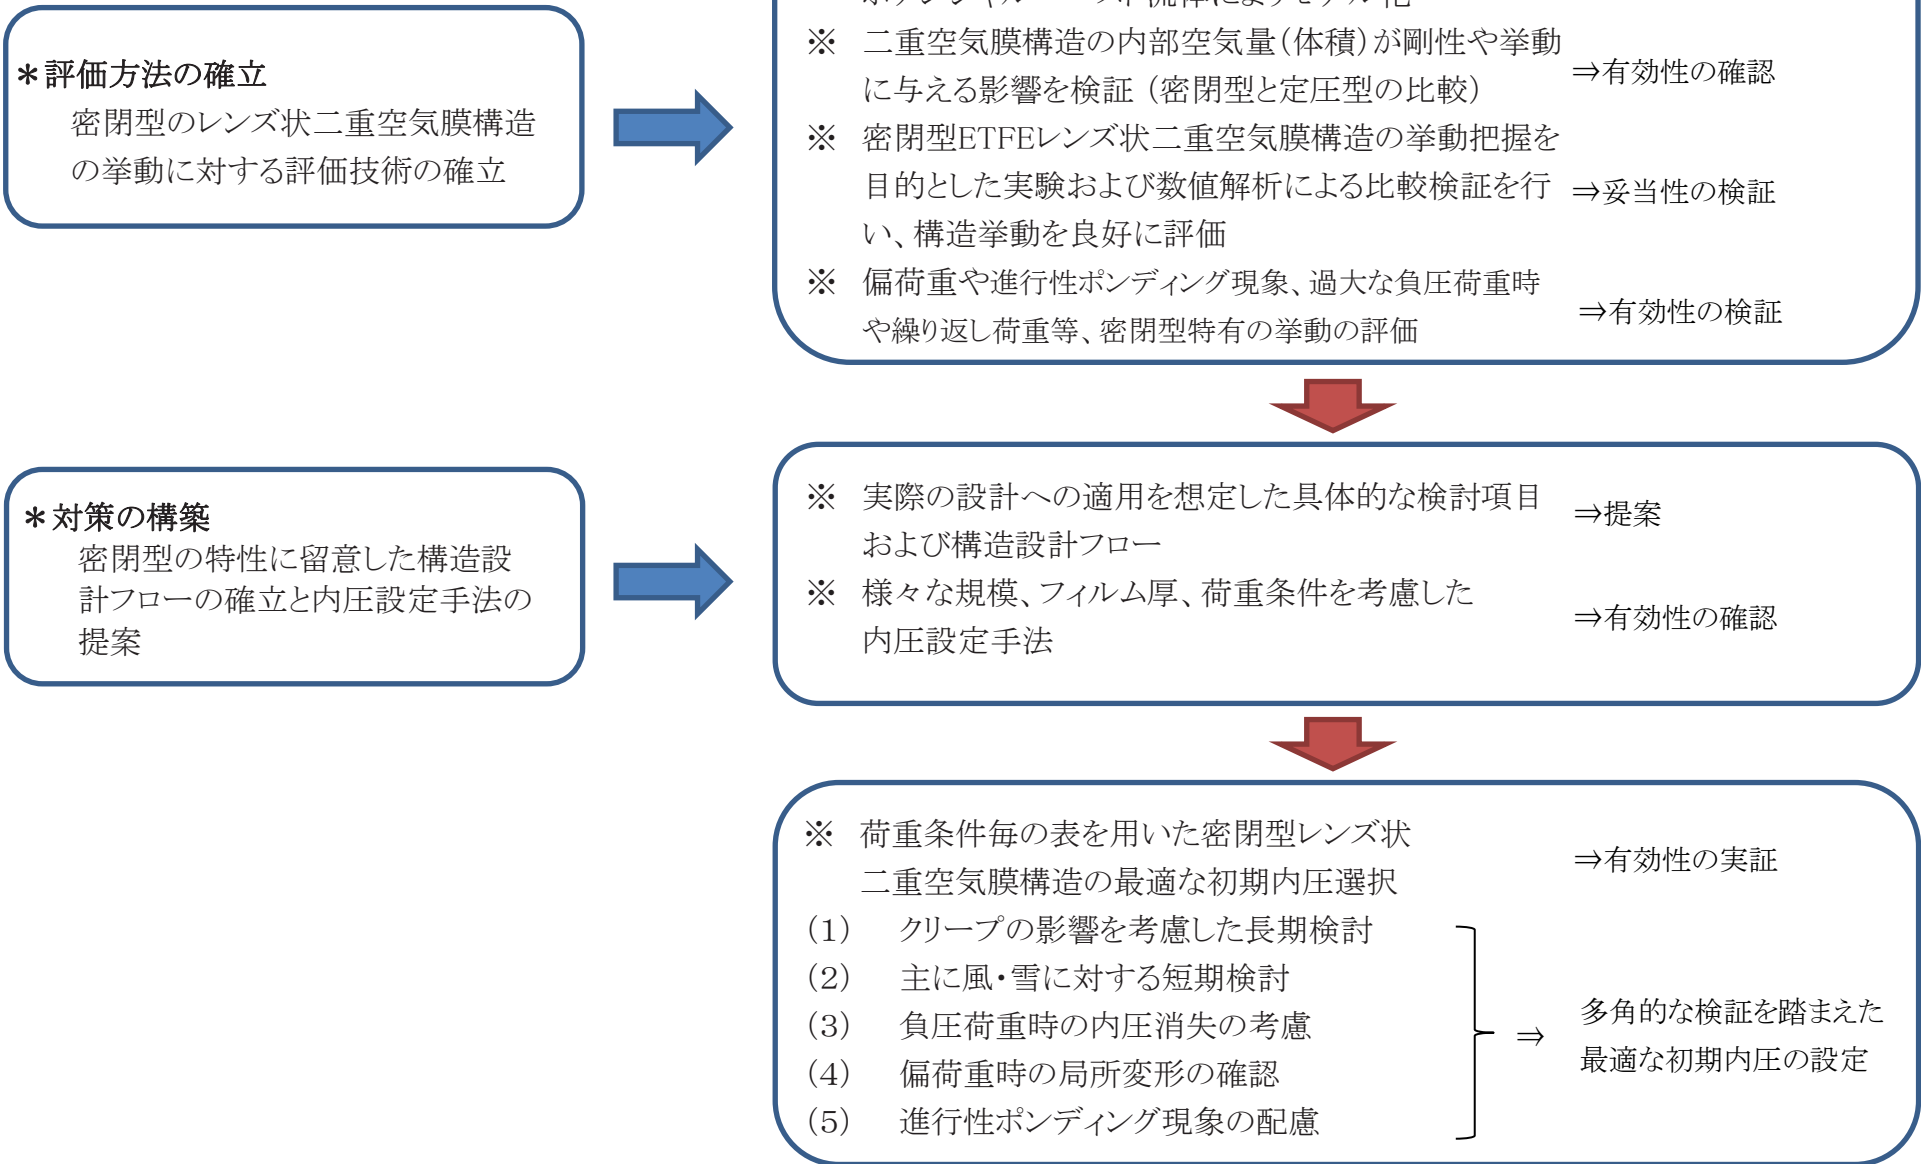 ＊評価方法の確立
密閉型のレンズ状二重空気膜構造
の挙動に対する評価技術の確立
※ 二重空気膜構造の内部空気量（体積）が剛性や挙動
に与える影響を検証（密閉型と定圧型の比較）
⇒有効性の確認
※ 密閉型ETFEレンズ状二重空気膜構造の挙動把握を
目的とした実験および数値解析による比較検証を行
い、構造挙動を良好に評価
⇒妥当性の検証
※ 偏荷重や進行性ポンディング現象、過大な負圧荷重時
や繰り返し荷重等、密閉型特有の挙動の評価
⇒有効性の検証
＊対策の構築
密閉型の特性に留意した構造設
計フローの確立と内圧設定手法の
提案
※ 実際の設計への適用を想定した具体的な検討項目
および構造設計フロー
⇒提案
※ 様々な規模、フィルム厚、荷重条件を考慮した
内圧設定手法
⇒有効性の確認
※ 荷重条件毎の表を用いた密閉型レンズ状
二重空気膜構造の最適な初期内圧選択
⇒有効性の実証
（1） クリープの影響を考慮した長期検討
（2） 主に風・雪に対する短期検討
（3） 負圧荷重時の内圧消失の考慮
（4） 偏荷重時の局所変形の確認
（5） 進行性ポンディング現象の配慮
⇒ 多角的な検証を踏まえた
最適な初期内圧の設定